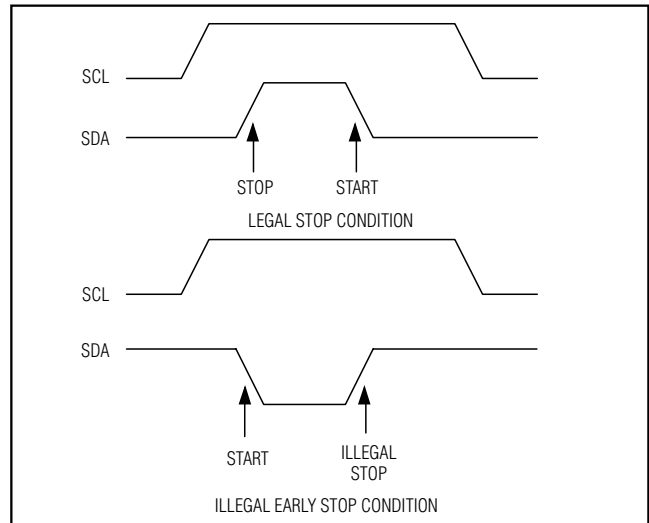 SCL
SDA
STOP START
LEGAL STOP CONDITION
SCL
SDA
START ILLEGAL
STOP
ILLEGAL EARLY STOP CONDITION